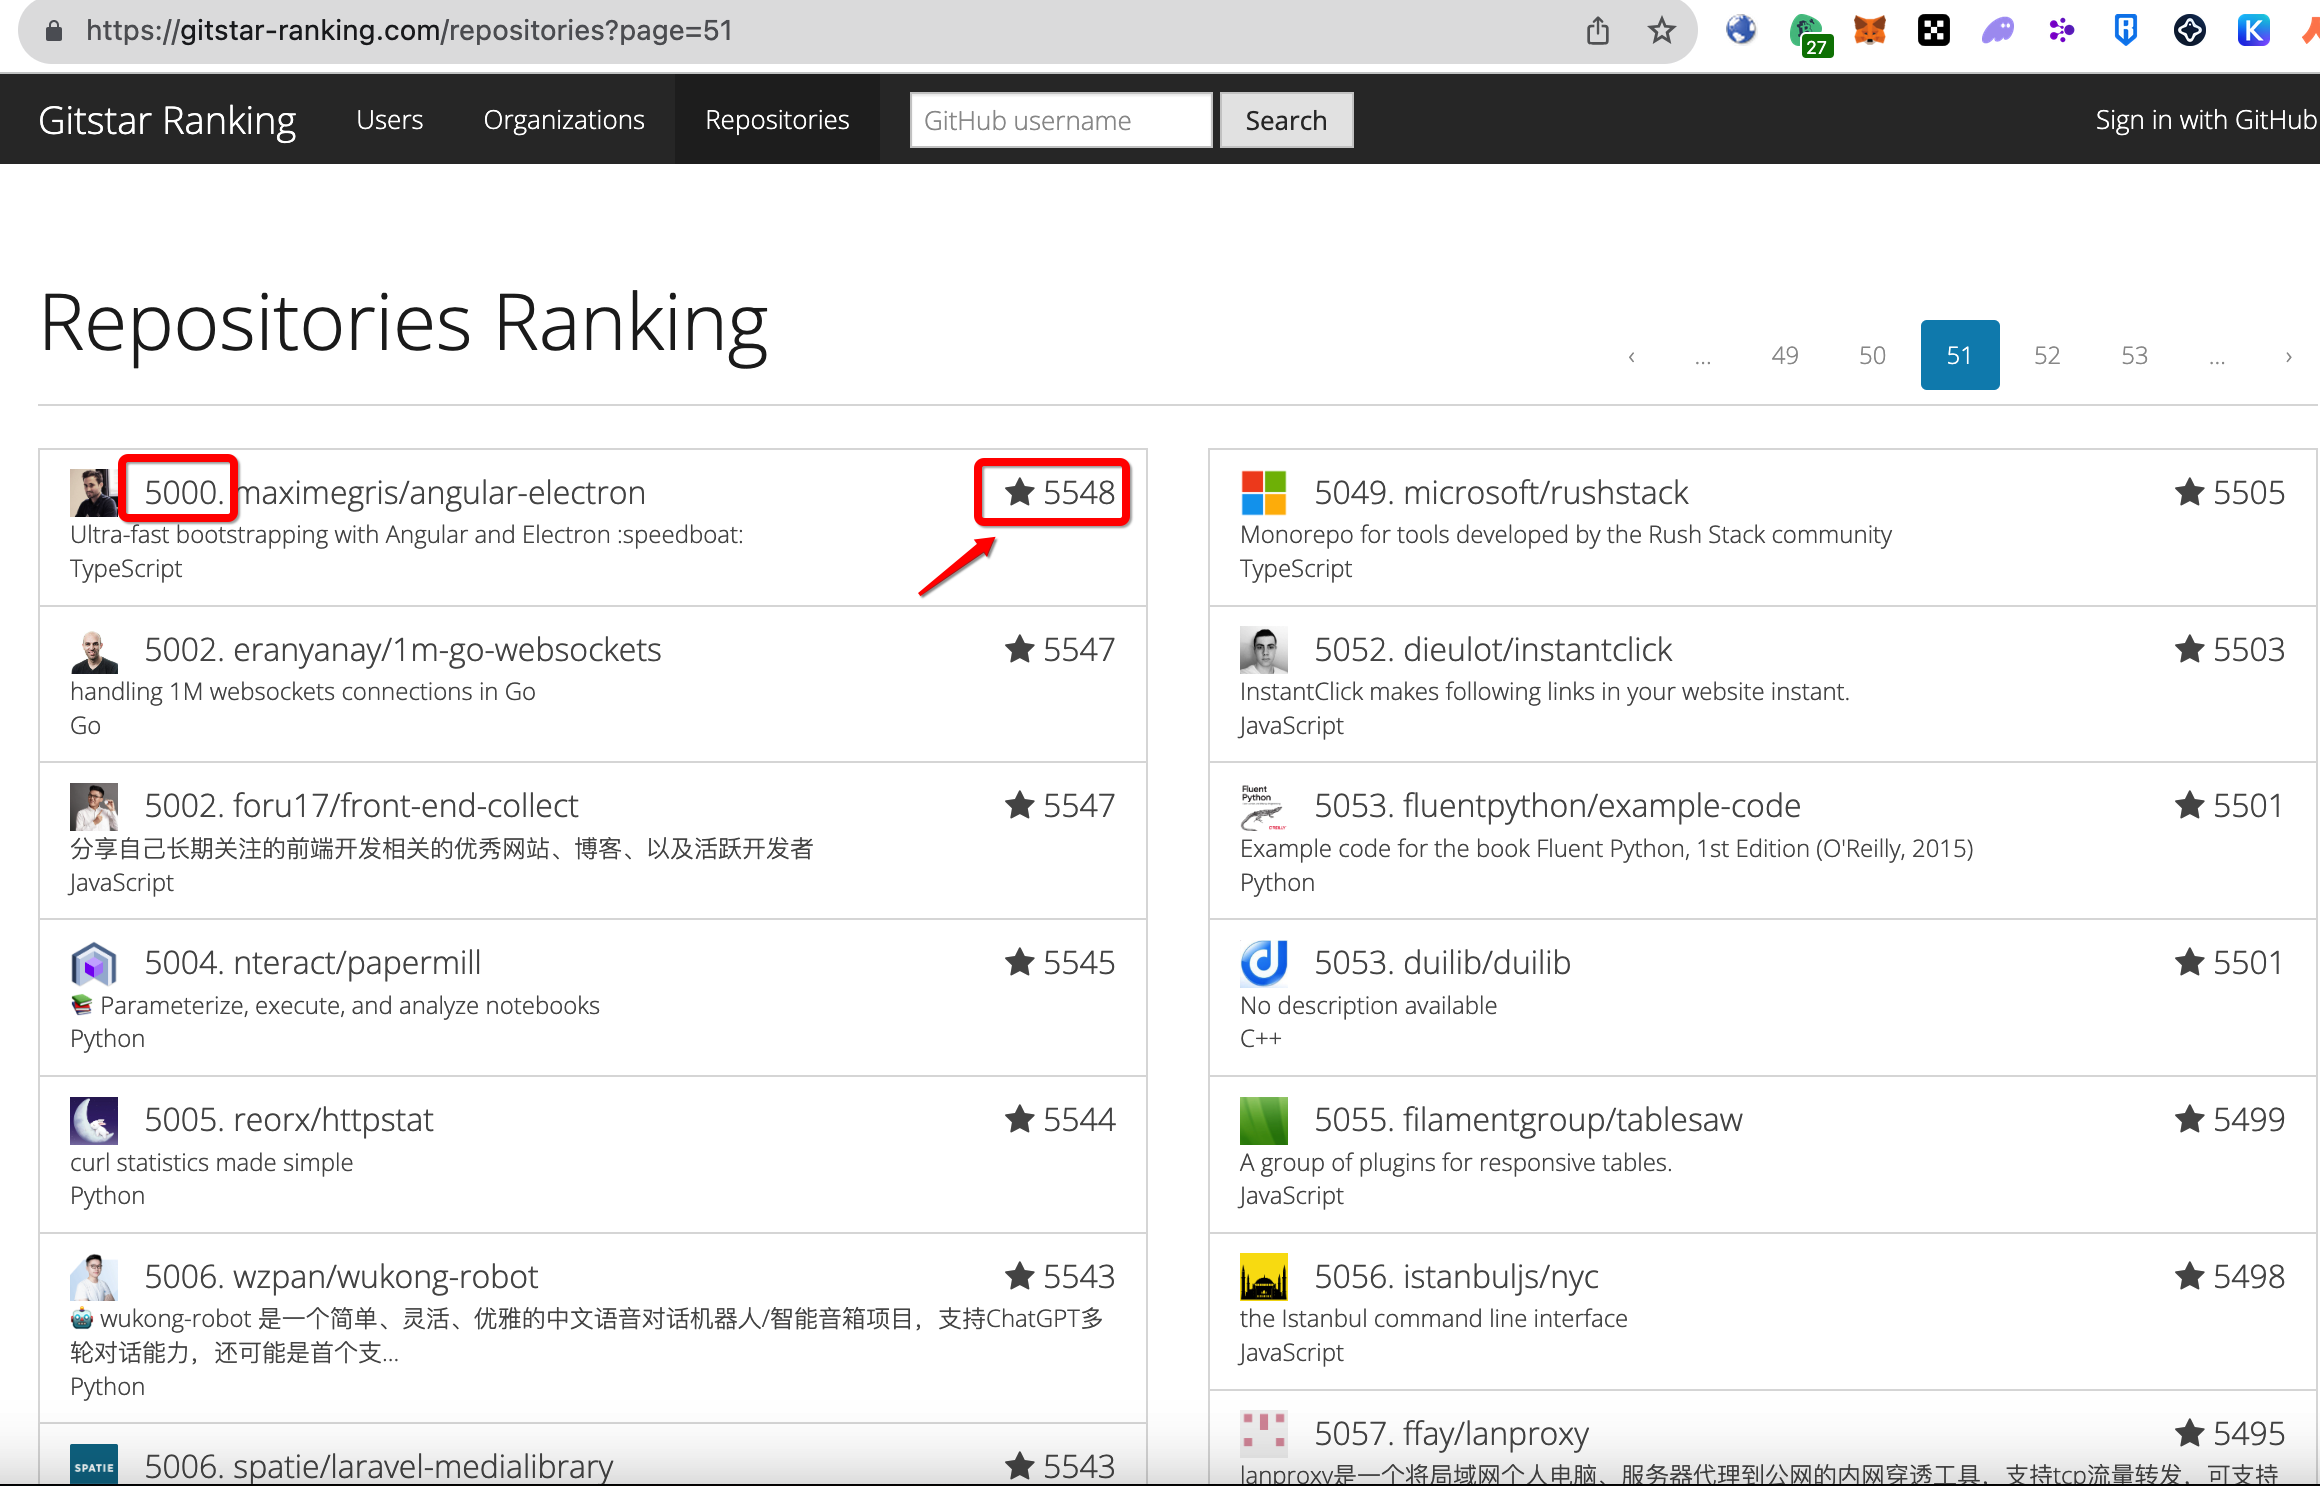 https://gitstar-ranking.com/repositories?page=51
27
K
Gitstar Ranking
Users
Organizations
Repositories
GitHub username
Search
Sign in with GitHub
Repositories Ranking
‹ ... 49 50 51 52 53 ... ›
5000. maximegris/angular-electron ★ 5548
Ultra-fast bootstrapping with Angular and Electron :speedboat:
TypeScript
5002. eranyanay/1m-go-websockets ★ 5547
handling 1M websockets connections in Go
Go
5002. foru17/front-end-collect ★ 5547
分享自己长期关注的前端开发相关的优秀网站、博客、以及活跃开发者
JavaScript
5004. nteract/papermill ★ 5545
📚 Parameterize, execute, and analyze notebooks
Python
5005. reorx/httpstat ★ 5544
curl statistics made simple
Python
5006. wzpan/wukong-robot ★ 5543
🤖 wukong-robot 是一个简单、灵活、优雅的中文语音对话机器人/智能音箱项目，支持ChatGPT多
轮对话能力，还可能是首个支...
Python
SPATIE
5006. spatie/laravel-medialibrary ★ 5543
5049. microsoft/rushstack ★ 5505
Monorepo for tools developed by the Rush Stack community
TypeScript
5052. dieulot/instantclick ★ 5503
InstantClick makes following links in your website instant.
JavaScript
Fluent
Python
5053. fluentpython/example-code ★ 5501
Example code for the book Fluent Python, 1st Edition (O'Reilly, 2015)
Python
5053. duilib/duilib ★ 5501
No description available
C++
5055. filamentgroup/tablesaw ★ 5499
A group of plugins for responsive tables.
JavaScript
5056. istanbuljs/nyc ★ 5498
the Istanbul command line interface
JavaScript
5057. ffay/lanproxy ★ 5495
lanproxy是一个将局域网个人电脑、服务器代理到公网的内网穿透工具，支持tcp流量转发，可支持